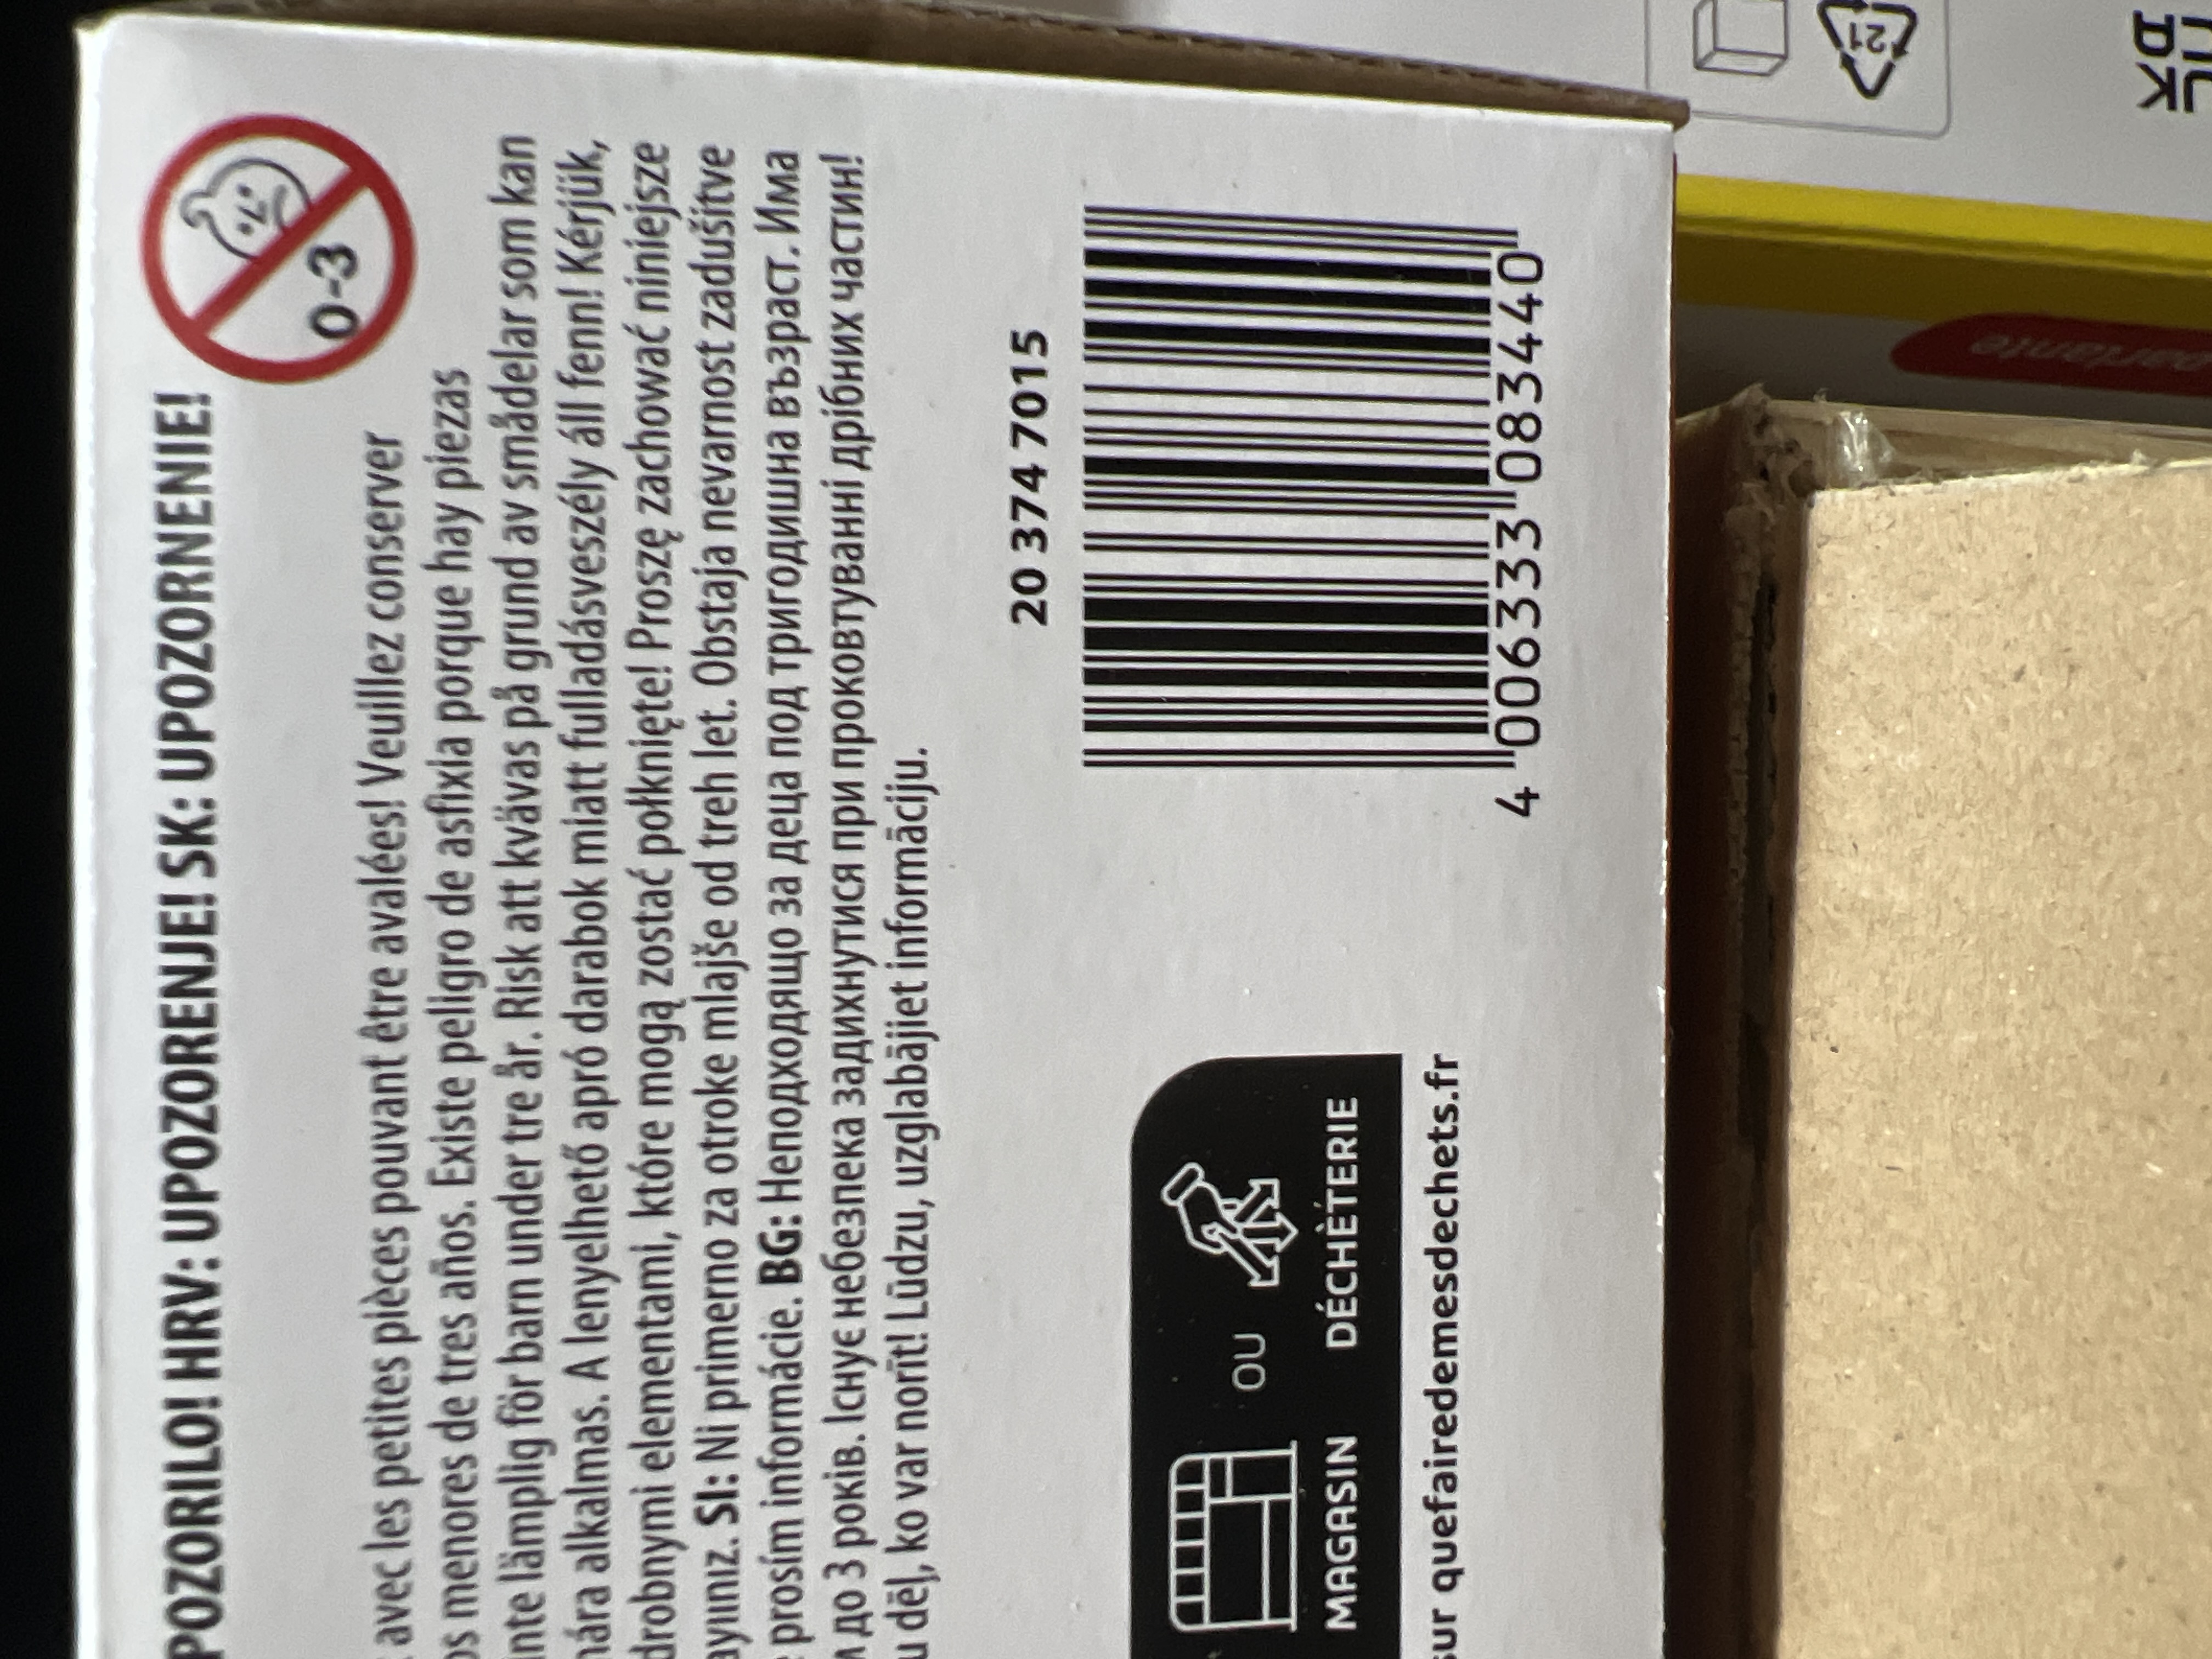 POZORILO! HRV: UPOZORENJE! SK: UPOZORNENIE!
0-3
avec les petites pièces pouvant être avalées! Veuillez conserver
os menores de tres años. Existe peligro de asfixia porque hay piezas
inte lämplig för barn under tre år. Risk att kvävas på grund av smådelar som kan
nára alkalmas. A lenyelhető apró darabok miatt fulladásveszély áll fenn! Kérjük,
drobnymi elementami, które mogą zostać połknięte! Proszę zachować niniejsze
ayınız. SI: Ni primerno za otroke mlajše od treh let. Obstaja nevarnost zadušitve
prosím informácie. BG: Неподходящо за деца под тригодишна възраст. Има
м до 3 років. Існує небезпека задихнутися при проковтуванні дрібних частин!
u dēļ, ko var norīt! Lūdzu, uzglabājiet informāciju.
20 374 7015
4 006333 083440
MAGASIN OU DÉCHÈTERIE
sur quefairedemesdechets.fr
21
partante